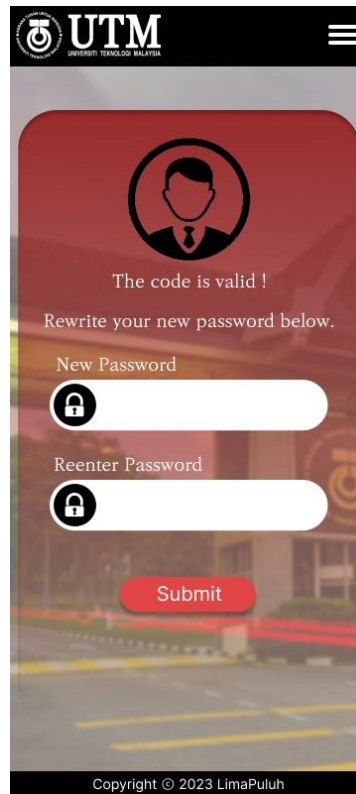 UTM
UNIVERSITI TEKNOLOGI MALAYSIA
The code is valid !
Rewrite your new password below.
New Password
Reenter Password
Submit
Copyright © 2023 LimaPuluh